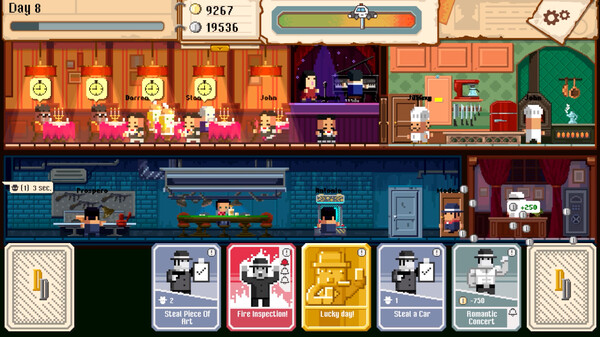 Day 8
9267
19536
Stan
John
Johnny
John
(1) 3 SEC.
Prospero
Antonio
+250
2
Steal Piece Of
Art
Fire Inspection!
Lucky day!
1
Steal a Car
-750
Romantic
Concert